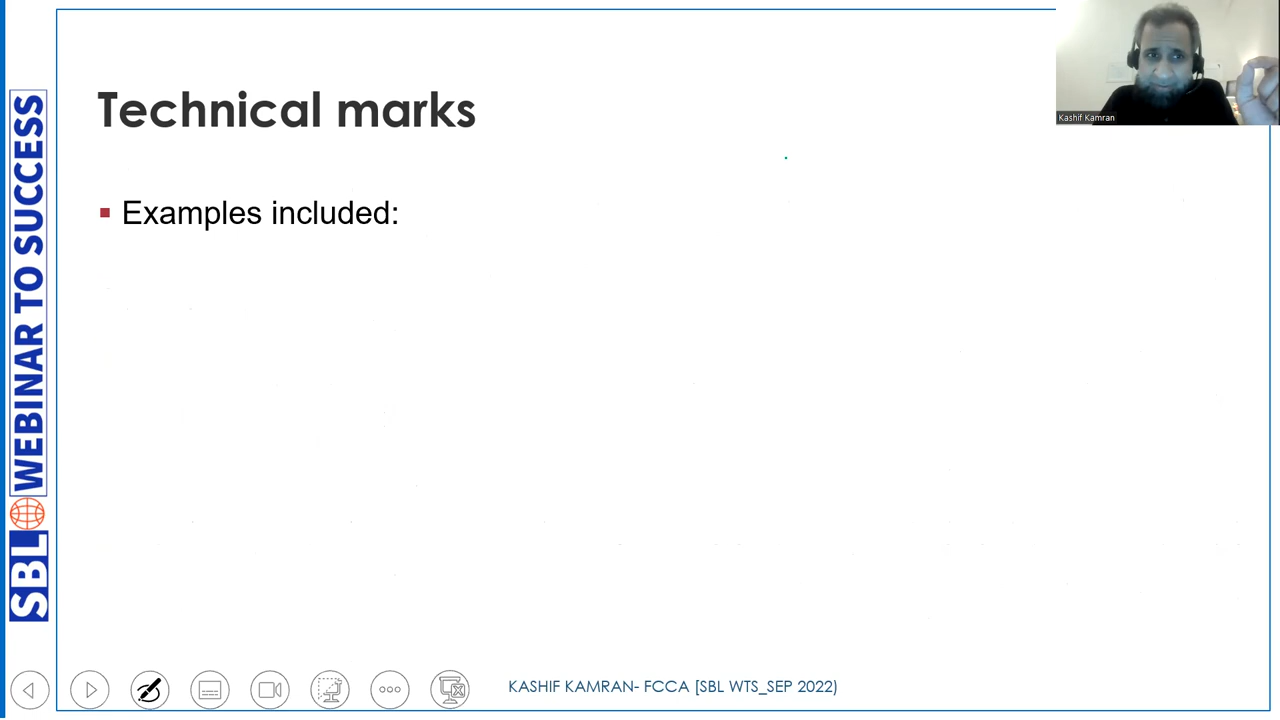 Technical marks
Kashif Kamran
Examples included:
SBL WEBINAR TO SUCCESS
KASHIF KAMRAN- FCCA [SBL WTS_SEP 2022)